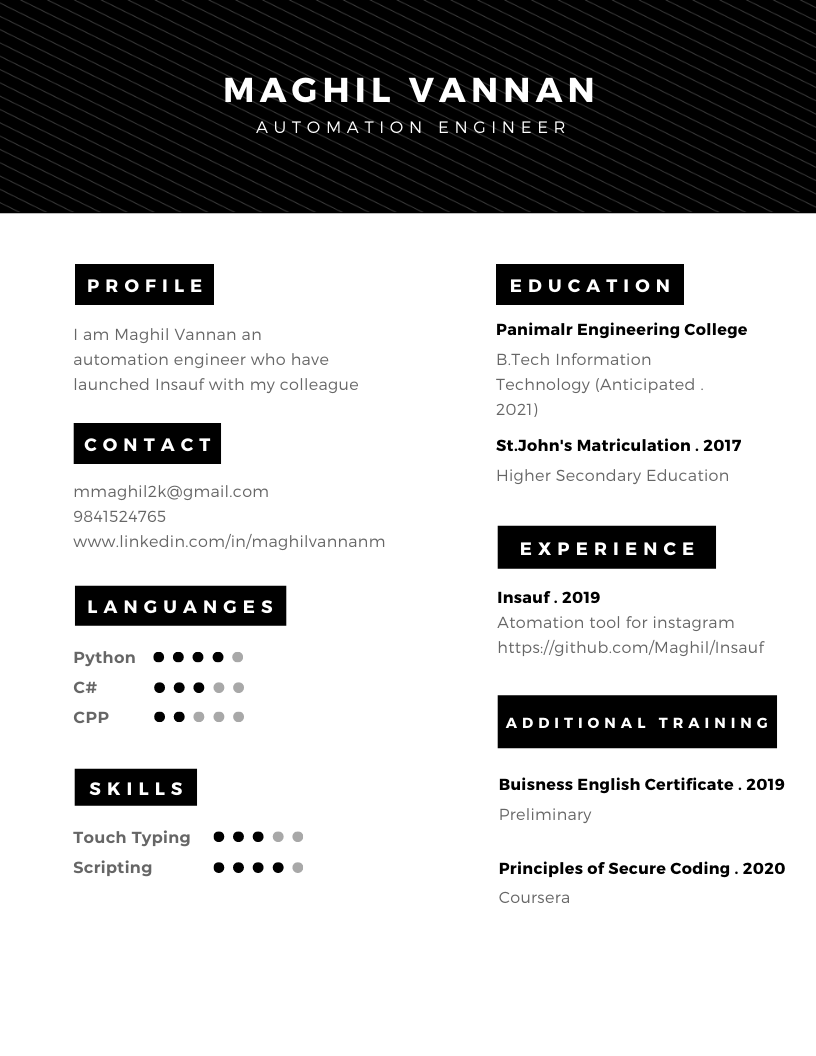 MAGHIL VANNAN
AUTOMATION ENGINEER
PROFILE
I am Maghil Vannan an
automation engineer who have
launched Insauf with my colleague
CONTACT
mmaghil2k@gmail.com
9841524765
www.linkedin.com/in/maghilvannanm
LANGUANGES
Python
C#
CPP
SKILLS
Touch Typing
Scripting
EDUCATION
Panimalr Engineering College
B.Tech Information
Technology (Anticipated .
2021)
St.John's Matriculation . 2017
Higher Secondary Education
EXPERIENCE
Insauf . 2019
Atomation tool for instagram
https://github.com/Maghil/Insauf
ADDITIONAL TRAINING
Buisness English Certificate . 2019
Preliminary
Principles of Secure Coding . 2020
Coursera